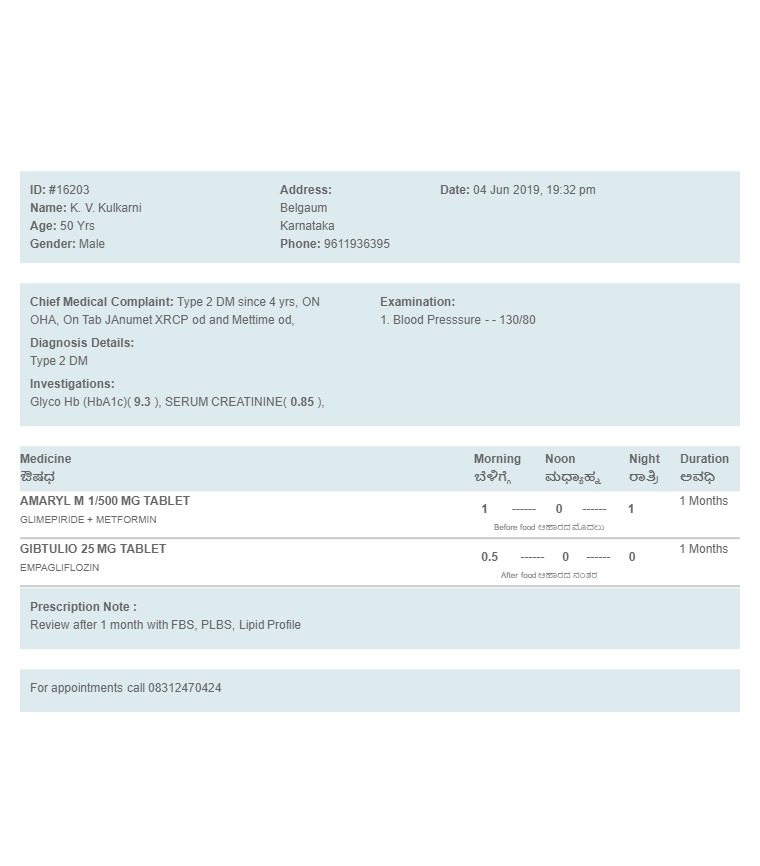 ID: #16203
Name: K. V. Kulkarni
Age: 50 Yrs
Gender: Male
Address:
Belgaum
Karnataka
Phone: 9611936395
Date: 04 Jun 2019, 19:32 pm
Chief Medical Complaint: Type 2 DM since 4 yrs, ON
OHA, On Tab JAnumet XRCP od and Mettime od,
Diagnosis Details:
Type 2 DM
Investigations:
Glyco Hb (HbA1c)( 9.3 ), SERUM CREATININE( 0.85 ),
Examination:
1. Blood Presssure - - 130/80
Medicine Morning Noon Night Duration
ಔಷಧ ಬೆಳಿಗ್ಗೆ ಮಧ್ಯಾಹ್ನ ರಾತ್ರಿ ಅವಧಿ
AMARYL M 1/500 MG TABLET 1 ------ 0 ------ 1 1 Months
GLIMEPIRIDE + METFORMIN Before food ಆಹಾರದ ಮೊದಲು
GIBTULIO 25 MG TABLET 0.5 ------ 0 ------ 0 1 Months
EMPAGLIFLOZIN After food ಆಹಾರದ ನಂತರ
Prescription Note :
Review after 1 month with FBS, PLBS, Lipid Profile
For appointments call 08312470424